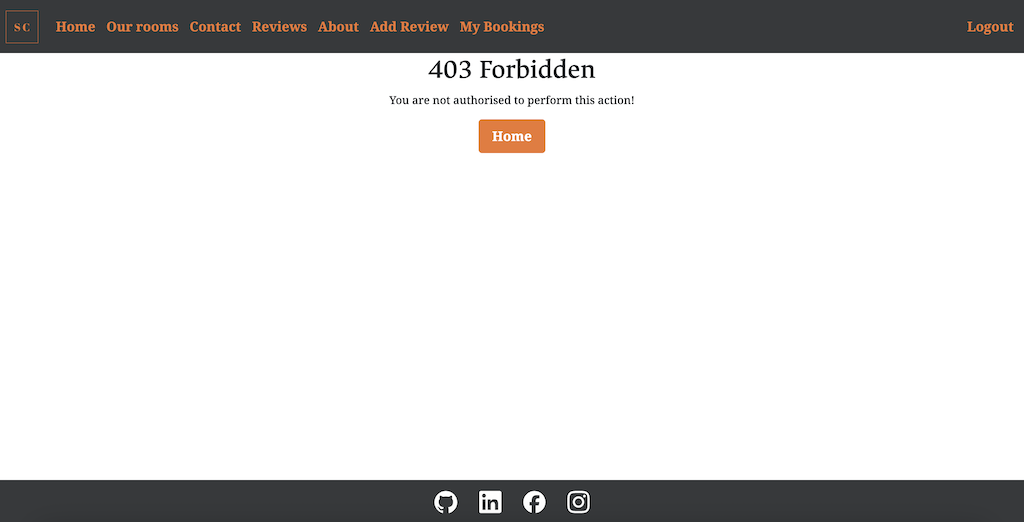 SC Home Our rooms Contact Reviews About Add Review My Bookings Logout
403 Forbidden
You are not authorised to perform this action!
Home
in